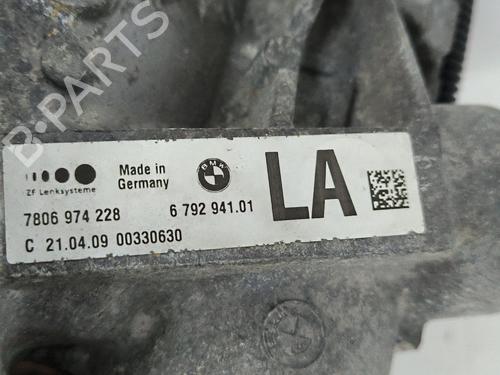 B-PARTS
ZF Lenksysteme
Made in
Germany
BMW
LA
7806 974 228
6 792 941.01
C 21.04.09 00330630